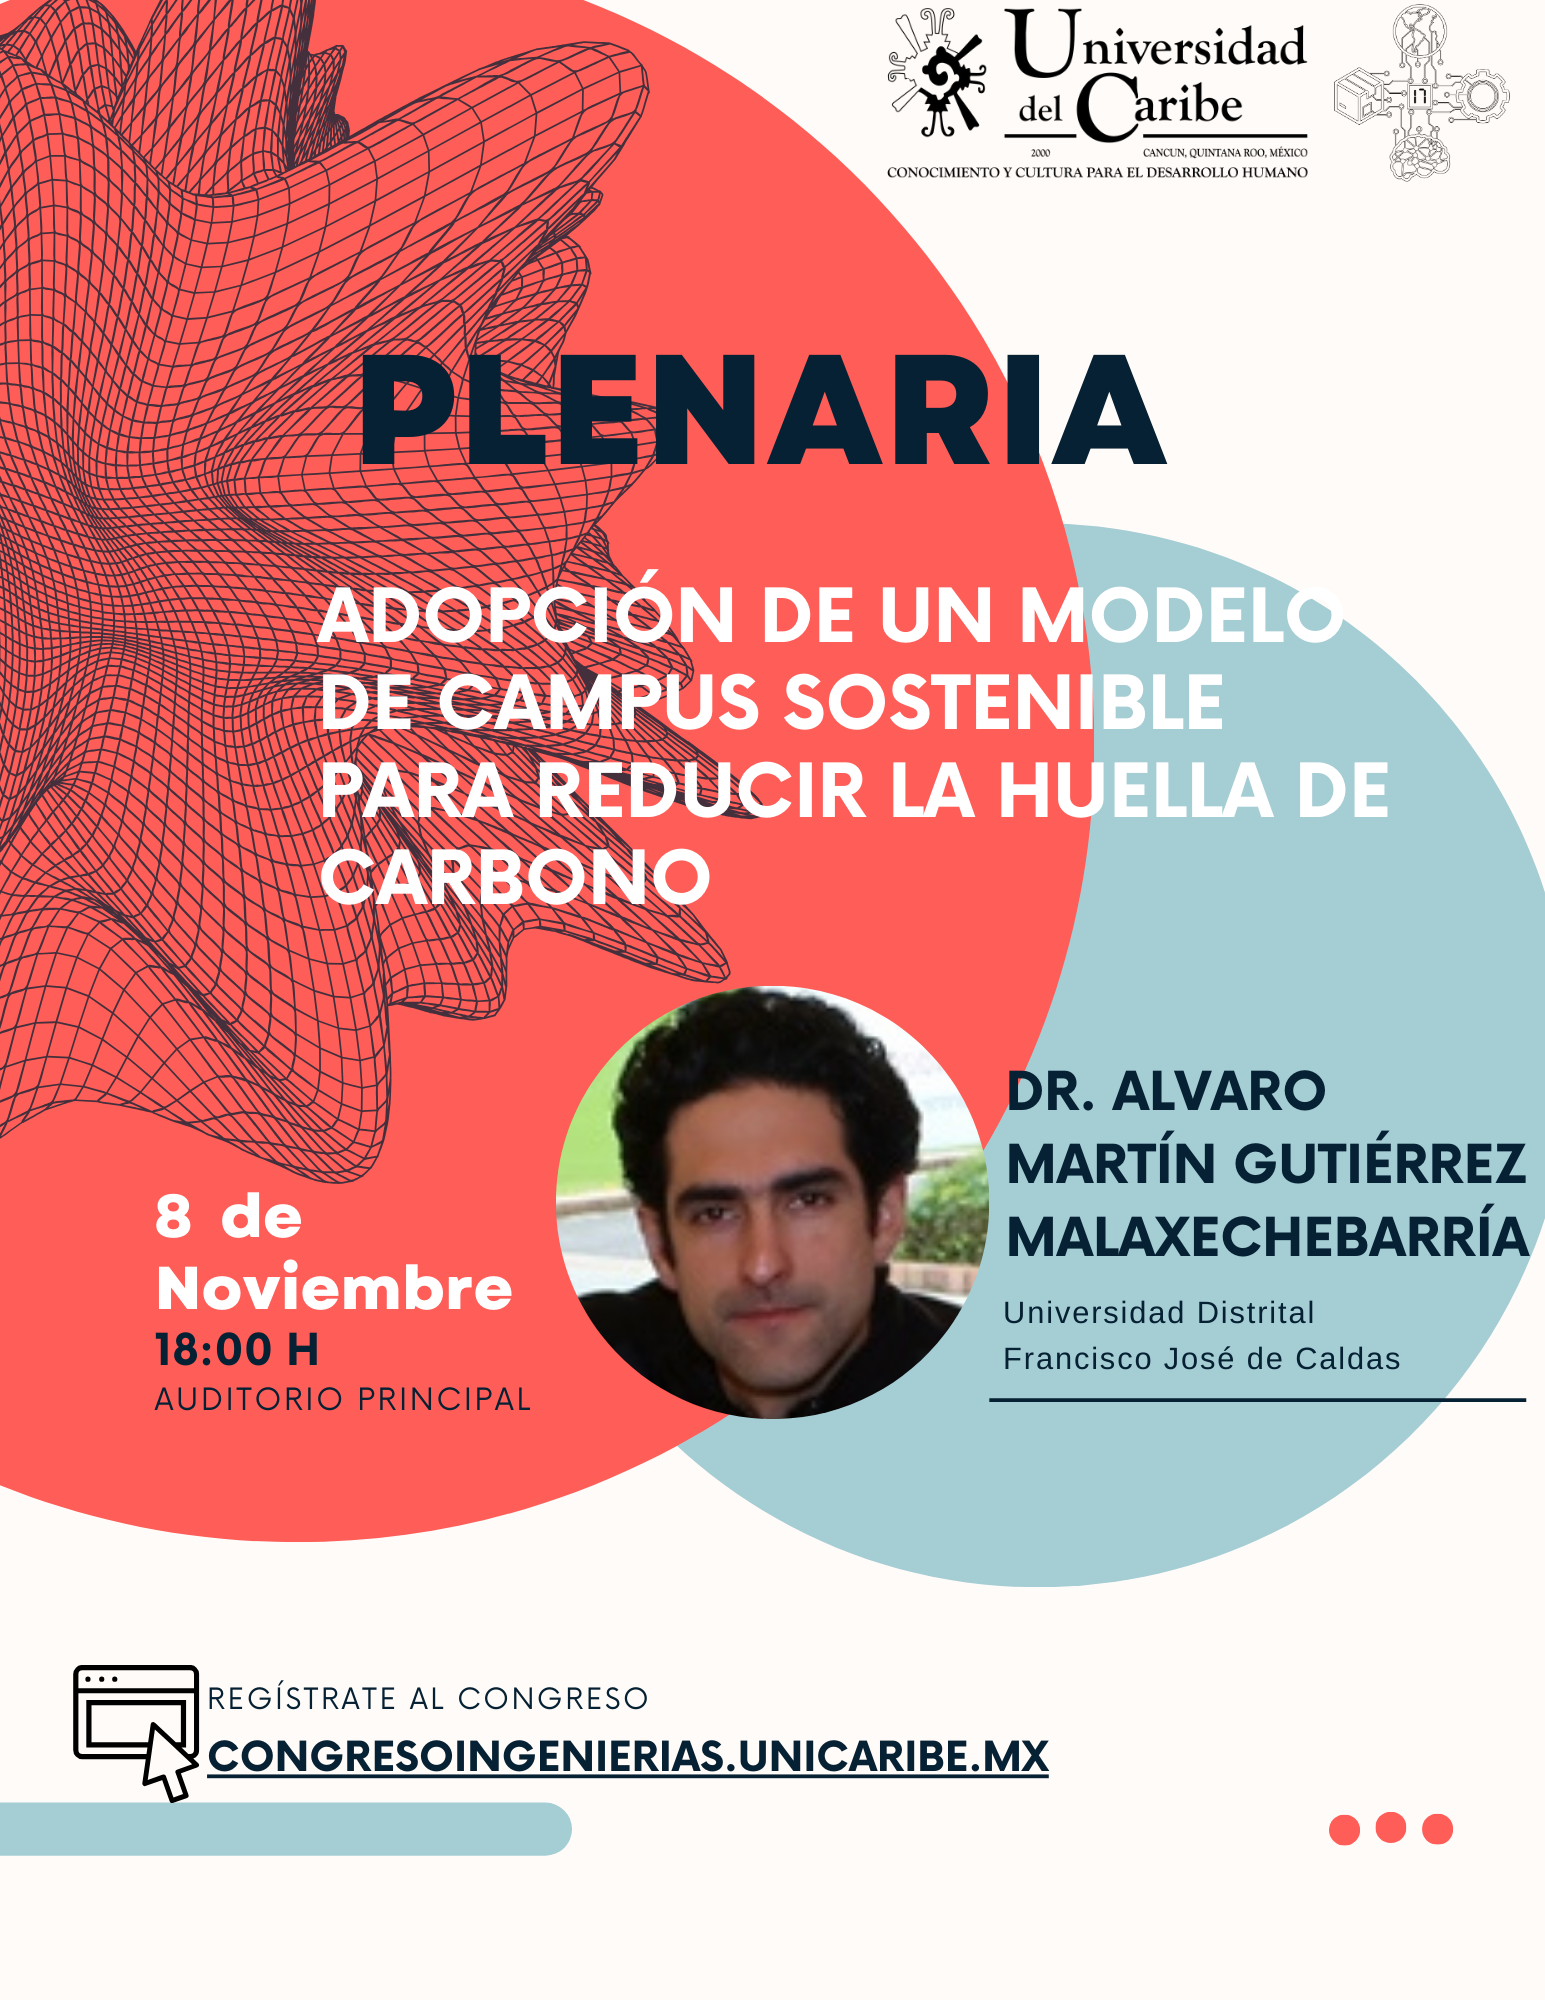 Universidad
del Caribe
2000 CANCUN, QUINTANA ROO, MÉXICO
CONOCIMIENTO Y CULTURA PARA EL DESARROLLO HUMANO
n
PLENARIA
ADOPCIÓN DE UN MODELO
DE CAMPUS SOSTENIBLE
PARA REDUCIR LA HUELLA DE
CARBONO
DR. ALVARO
MARTÍN GUTIÉRREZ
MALAXECHEBARRÍA
Universidad Distrital
Francisco José de Caldas
8 de
Noviembre
18:00 H
AUDITORIO PRINCIPAL
REGÍSTRATE AL CONGRESO
CONGRESOINGENIERIAS.UNICARIBE.MX